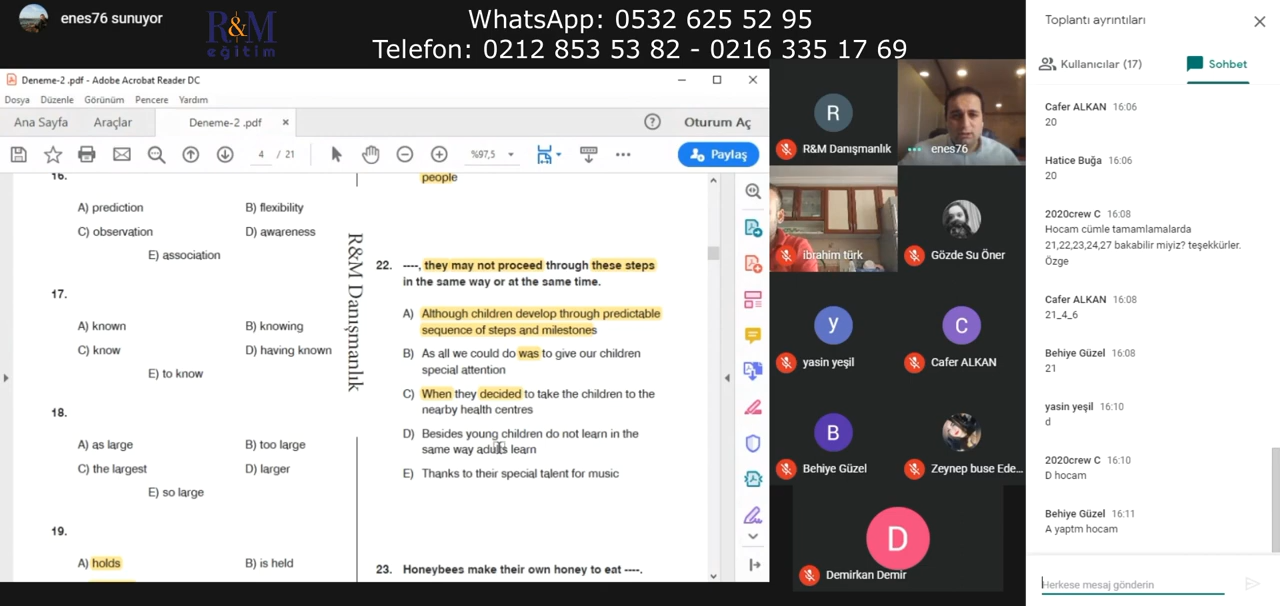 enes76 sunuyor
R&M
eğitim
WhatsApp: 0532 625 52 95
Telefon: 0212 853 53 82 - 0216 335 17 69
Deneme-2 .pdf - Adobe Acrobat Reader DC
Dosya Düzenle Görünüm Pencere Yardım
Ana Sayfa Araçlar Deneme-2 .pdf × Oturum Aç
4 / 21 %97,5 Paylaş
16.
A) prediction B) flexibility
C) observation D) awareness
E) association
17.
A) known B) knowing
C) know D) having known
E) to know
18.
A) as large B) too large
C) the largest D) larger
E) so large
19.
A) holds B) is held
R&M Danışmanlık
people
22. ----, they may not proceed through these steps
in the same way or at the same time.
A) Although children develop through predictable
sequence of steps and milestones
B) As all we could do was to give our children
special attention
C) When they decided to take the children to the
nearby health centres
D) Besides young children do not learn in the
same way adults learn
E) Thanks to their special talent for music
23. Honeybees make their own honey to eat ----.
R
R&M Danışmanlık
enes76
ibrahim türk
Gözde Su Öner
y
yasin yeşil
C
Cafer ALKAN
B
Behiye Güzel
Zeynep buse Ede...
D
Demirkan Demir
Toplantı ayrıntıları
Kullanıcılar (17) Sohbet
Cafer ALKAN 16:06
20
Hatice Buğa 16:06
20
2020crew C 16:08
Hocam cümle tamamlamalarda
21,22,23,24,27 bakabilir miyiz? teşekkürler.
Özge
Cafer ALKAN 16:08
21_4_6
Behiye Güzel 16:08
21
yasin yeşil 16:10
d
2020crew C 16:10
D hocam
Behiye Güzel 16:11
A yaptm hocam
Herkese mesaj gönderin